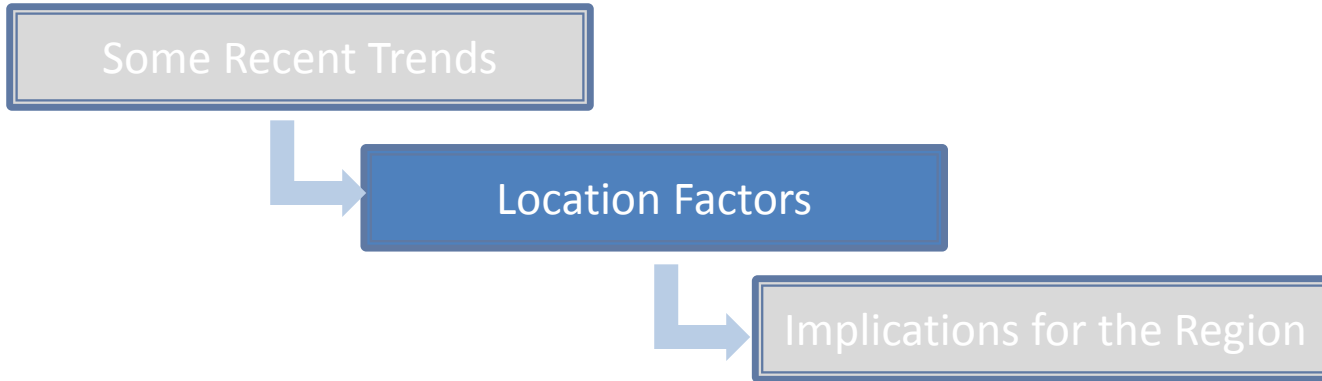 Some Recent Trends
Location Factors
Implications for the Region